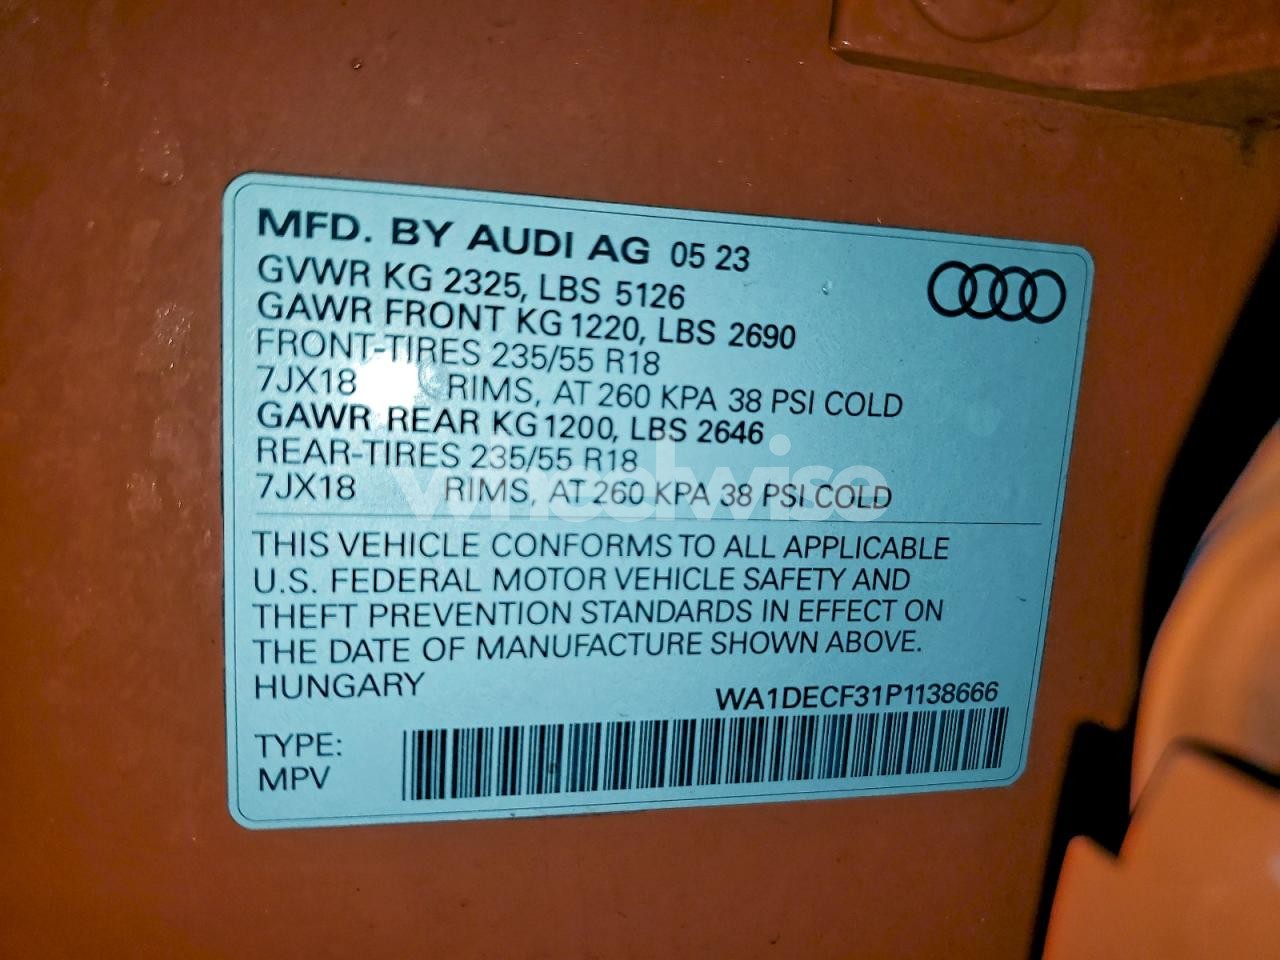 MFD. BY AUDI AG 05 23
GVWR KG 2325, LBS 5126
GAWR FRONT KG 1220, LBS 2690
FRONT-TIRES 235/55 R18
7JX18 RIMS, AT 260 KPA 38 PSI COLD
GAWR REAR KG 1200, LBS 2646
REAR-TIRES 235/55 R18
7JX18 RIMS, AT 260 KPA 38 PSI COLD
wheelwise
THIS VEHICLE CONFORMS TO ALL APPLICABLE
U.S. FEDERAL MOTOR VEHICLE SAFETY AND
THEFT PREVENTION STANDARDS IN EFFECT ON
THE DATE OF MANUFACTURE SHOWN ABOVE.
HUNGARY
WA1DECF31P1138666
TYPE:
MPV